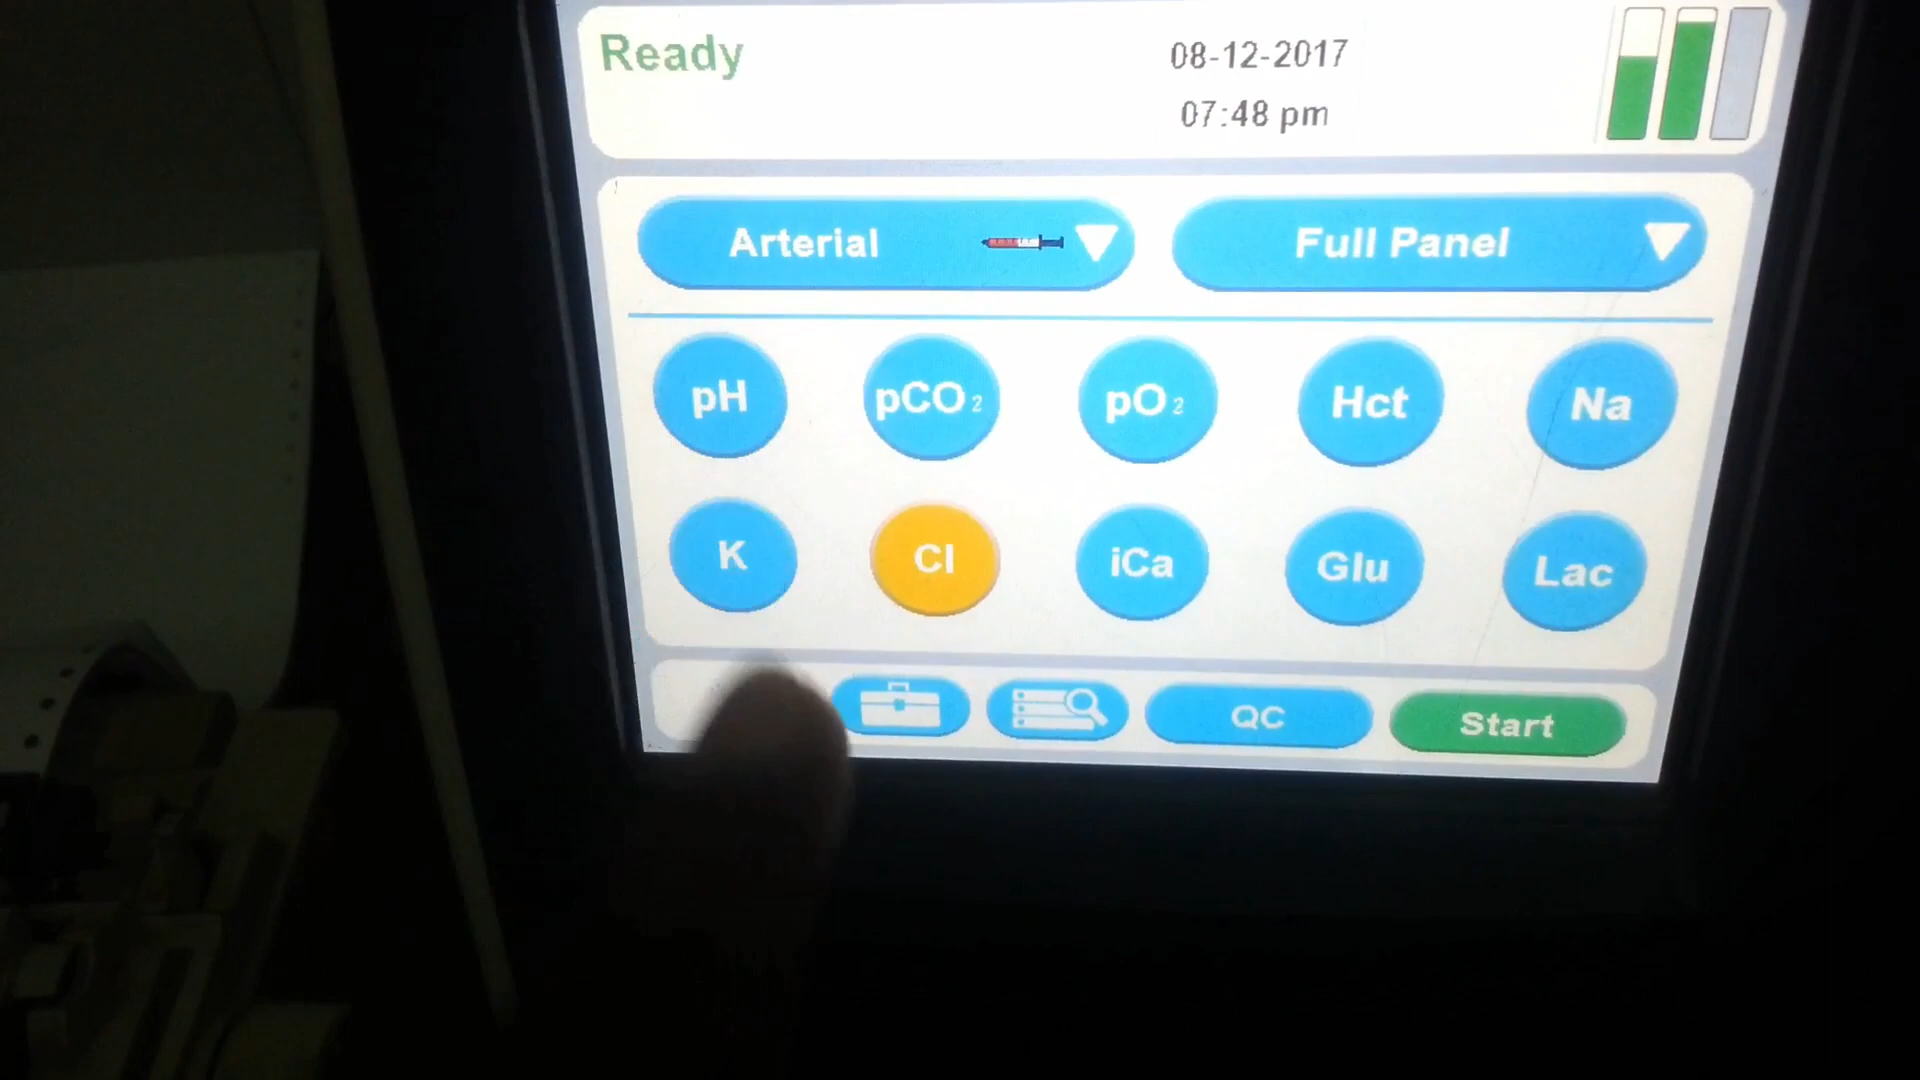 Ready
08-12-2017
07:48 pm
Arterial
Full Panel
pH
pCO₂
pO₂
Hct
Na
K
Cl
iCa
Glu
Lac
QC
Start